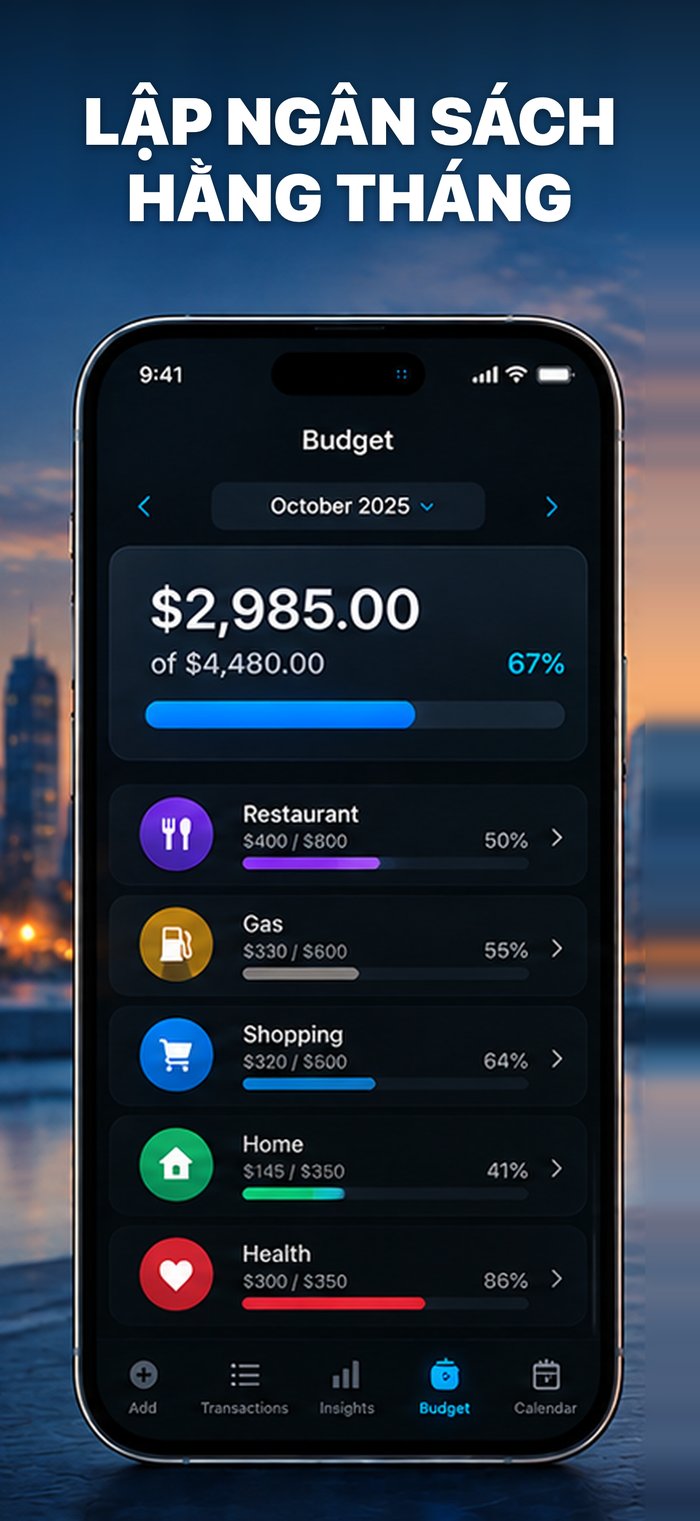 LẬP NGÂN SÁCH
HẰNG THÁNG
9:41
Budget
October 2025
$2,985.00
of $4,480.00
67%
Restaurant
$400 / $800
50%
Gas
$330 / $600
55%
Shopping
$320 / $600
64%
Home
$145 / $350
41%
Health
$300 / $350
86%
Add
Transactions
Insights
Budget
Calendar